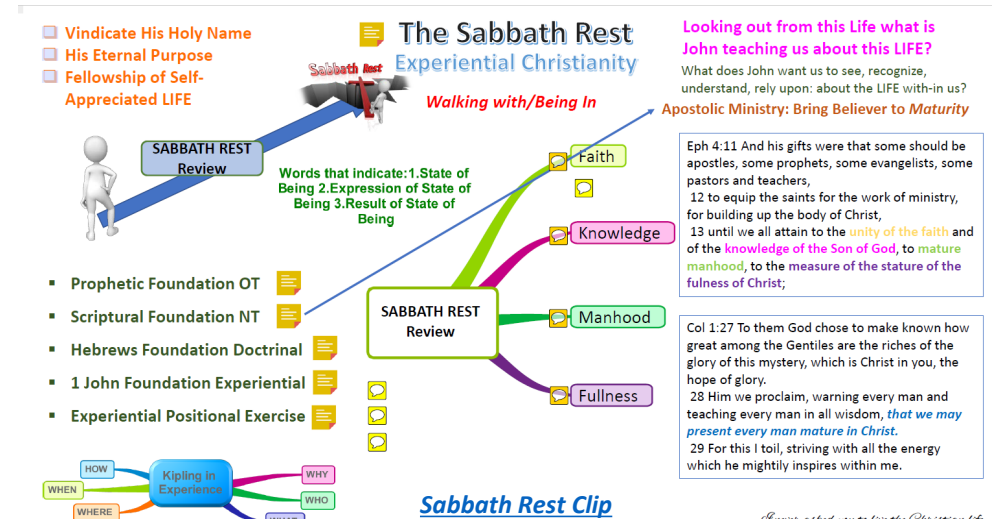 Vindicate His Holy Name
His Eternal Purpose
Fellowship of Self-
Appreciated LIFE
The Sabbath Rest
Experiential Christianity
Sabbath Rest
Walking with/Being In
Looking out from this Life what is
John teaching us about this LIFE?
What does John want us to see, recognize,
understand, rely upon: about the LIFE with-in us?
Apostolic Ministry: Bring Believer to Maturity
SABBATH REST
Review
Words that indicate:1.State of
Being 2.Expression of State of
Being 3.Result of State of
Being
Faith
Knowledge
Manhood
Fullness
SABBATH REST
Review
Eph 4:11 And his gifts were that some should be
apostles, some prophets, some evangelists, some
pastors and teachers,
12 to equip the saints for the work of ministry,
for building up the body of Christ,
13 until we all attain to the unity of the faith and
of the knowledge of the Son of God, to mature
manhood, to the measure of the stature of the
fulness of Christ;
Prophetic Foundation OT
Scriptural Foundation NT
Hebrews Foundation Doctrinal
1 John Foundation Experiential
Experiential Positional Exercise
Col 1:27 To them God chose to make known how
great among the Gentiles are the riches of the
glory of this mystery, which is Christ in you, the
hope of glory.
28 Him we proclaim, warning every man and
teaching every man in all wisdom, that we may
present every man mature in Christ.
29 For this I toil, striving with all the energy
which he mightily inspires within me.
HOW
WHEN
WHERE
Kipling in
Experience
WHY
WHO
Sabbath Rest Clip